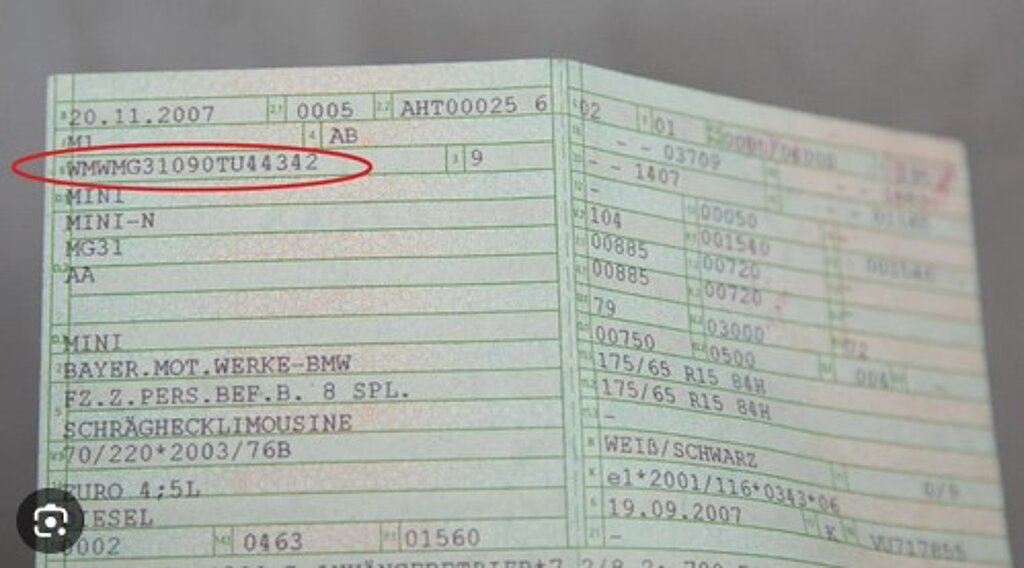 20.11.2007 0005 AHT00025 6
M1 AB
WMWMG31090TU44342 9
MINI
MINI-N
MG31
AA
MINI
BAYER.MOT.WERKE-BMW
FZ.Z.PERS.BEF.B. 8 SPL.
SCHRÄGHECKLIMOUSINE
70/220*2003/76B
EURO 4;5L
DIESEL
0002 0463 01560
02 01
- - 03709
- - 1407
-
104 00050
00885 001540
00885 00720
00720
79 03000
00750 0500
175/65 R15 84H
175/65 R15 84H
-
WEIß/SCHWARZ
e1*2001/116*0343*06
19.09.2007 K VU717855
-